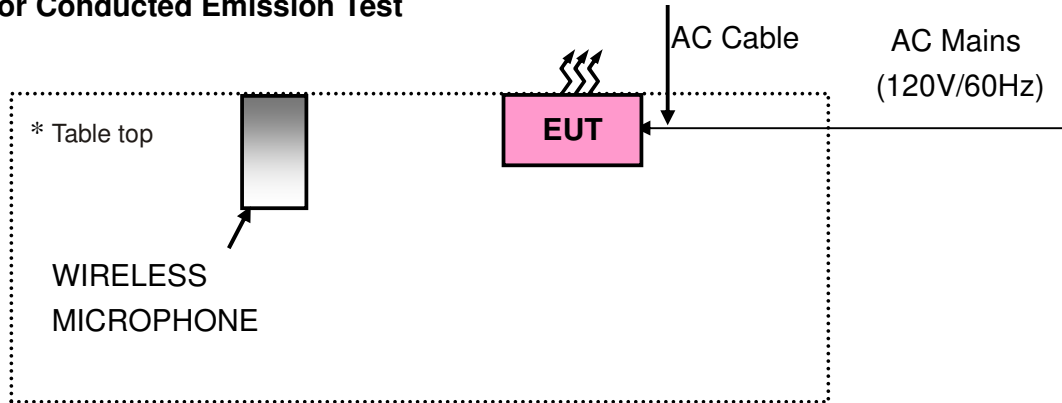 or Conducted Emission Test
AC Cable
AC Mains
(120V/60Hz)
* Table top
EUT
WIRELESS
MICROPHONE